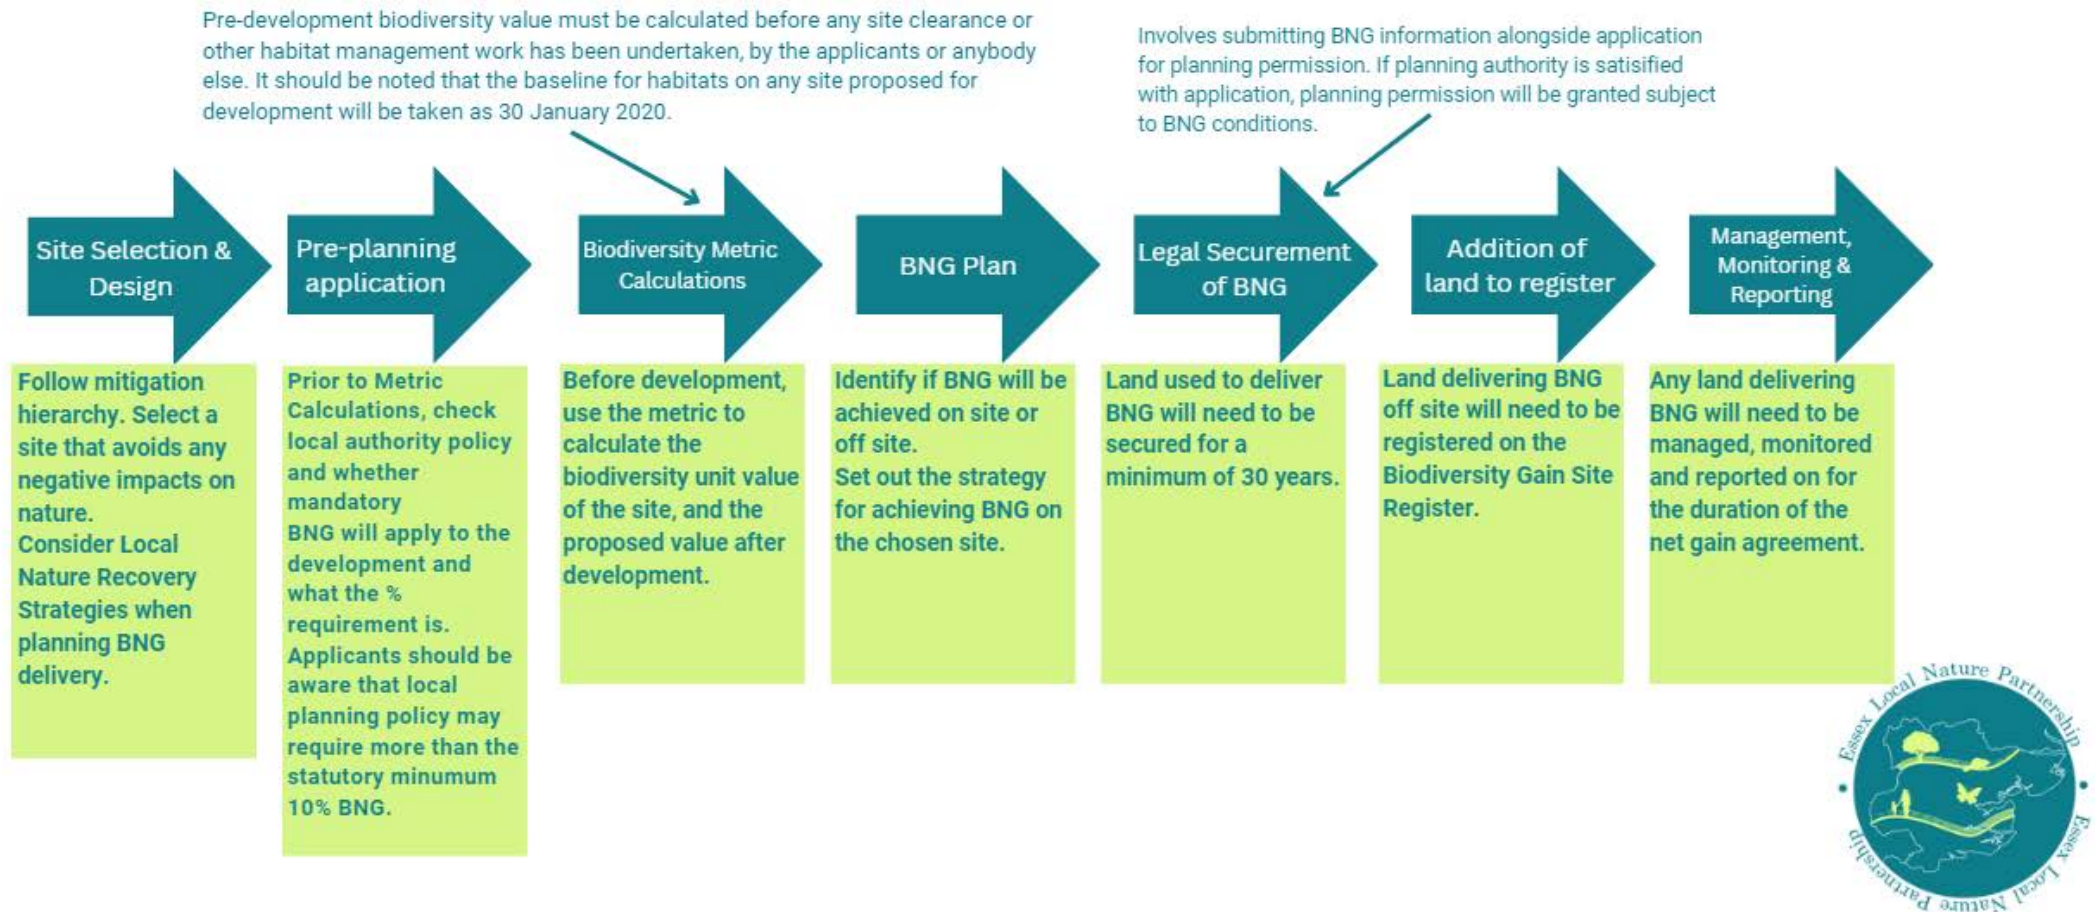 Pre-development biodiversity value must be calculated before any site clearance or
other habitat management work has been undertaken, by the applicants or anybody
else. It should be noted that the baseline for habitats on any site proposed for
development will be taken as 30 January 2020.
Involves submitting BNG information alongside application
for planning permission. If planning authority is satisified
with application, planning permission will be granted subject
to BNG conditions.
Site Selection &
Design
Pre-planning
application
Biodiversity Metric
Calculations
BNG Plan
Legal Securement
of BNG
Addition of
land to register
Management,
Monitoring &
Reporting
Follow mitigation
hierarchy. Select a
site that avoids any
negative impacts on
nature.
Consider Local
Nature Recovery
Strategies when
planning BNG
delivery.
Prior to Metric
Calculations, check
local authority policy
and whether
mandatory
BNG will apply to the
development and
what the %
requirement is.
Applicants should be
aware that local
planning policy may
require more than the
statutory minumum
10% BNG.
Before development,
use the metric to
calculate the
biodiversity unit value
of the site, and the
proposed value after
development.
Identify if BNG will be
achieved on site or
off site.
Set out the strategy
for achieving BNG on
the chosen site.
Land used to deliver
BNG will need to be
secured for a
minimum of 30 years.
Land delivering BNG
off site will need to be
registered on the
Biodiversity Gain Site
Register.
Any land delivering
BNG will need to be
managed, monitored
and reported on for
the duration of the
net gain agreement.
Essex Local Nature Partnership
Essex Local Nature Partnership